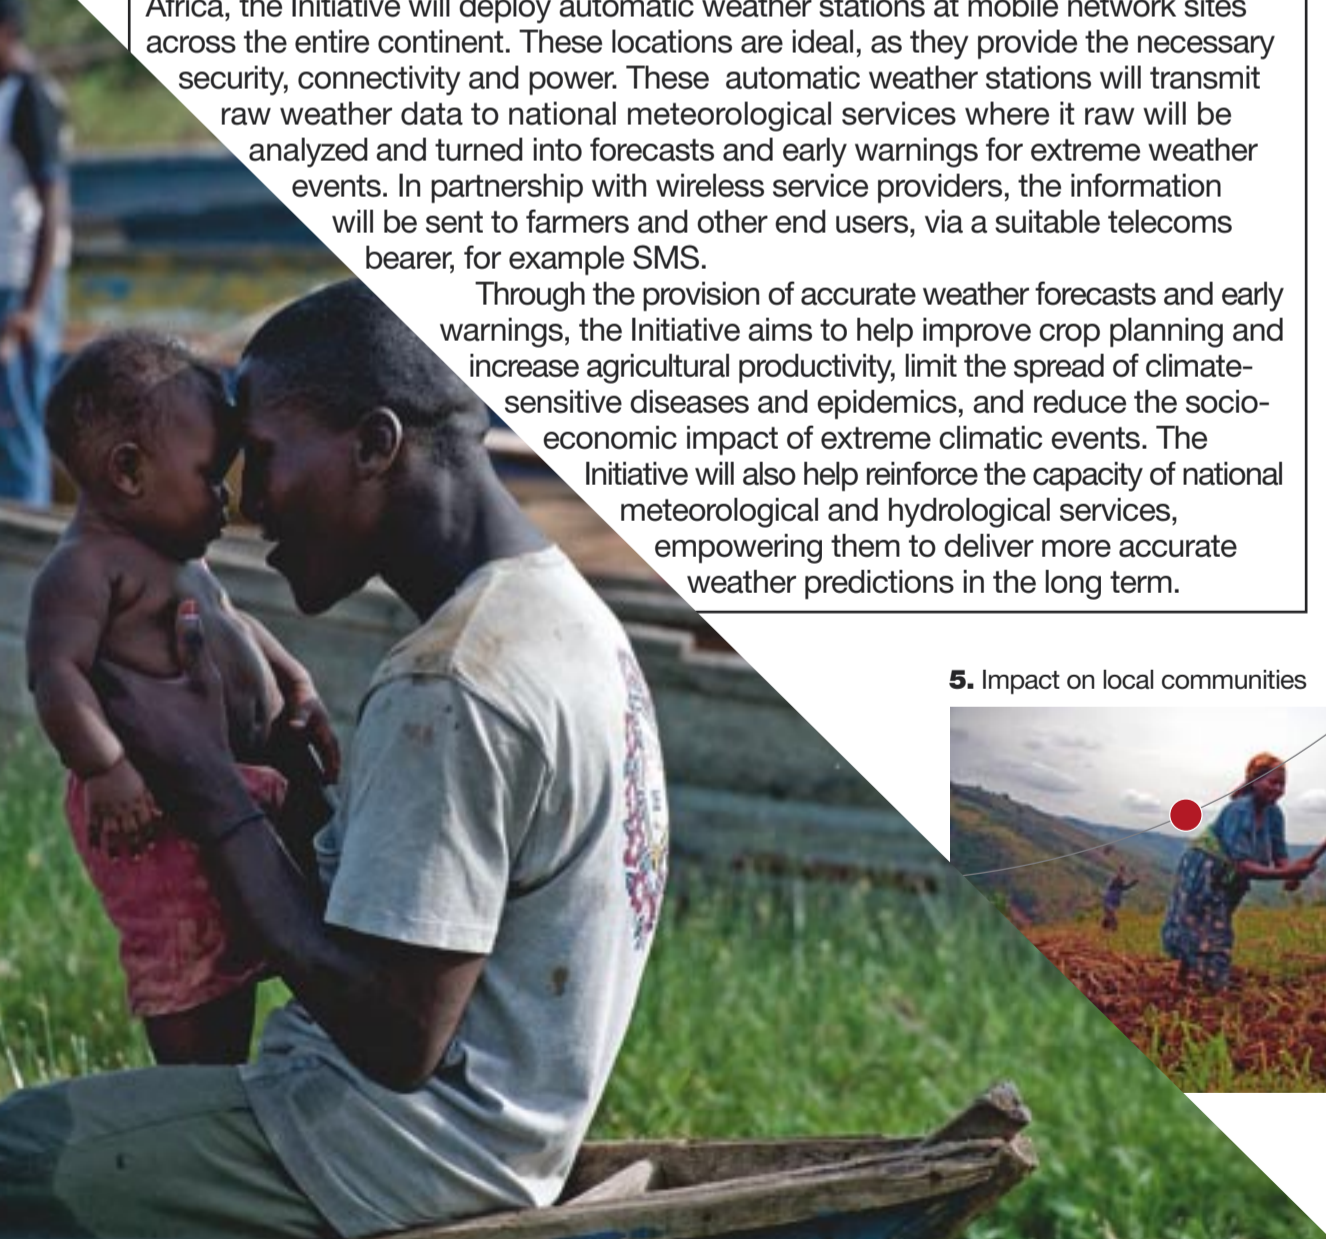 Africa, the Initiative will deploy automatic weather stations at mobile network sites
across the entire continent. These locations are ideal, as they provide the necessary
security, connectivity and power. These  automatic weather stations will transmit
raw weather data to national meteorological services where it raw will be
analyzed and turned into forecasts and early warnings for extreme weather
events. In partnership with wireless service providers, the information
will be sent to farmers and other end users, via a suitable telecoms
bearer, for example SMS.
Through the provision of accurate weather forecasts and early
warnings, the Initiative aims to help improve crop planning and
increase agricultural productivity, limit the spread of climate-
sensitive diseases and epidemics, and reduce the socio-
economic impact of extreme climatic events. The
Initiative will also help reinforce the capacity of national
meteorological and hydrological services,
empowering them to deliver more accurate
weather predictions in the long term.
5. Impact on local communities